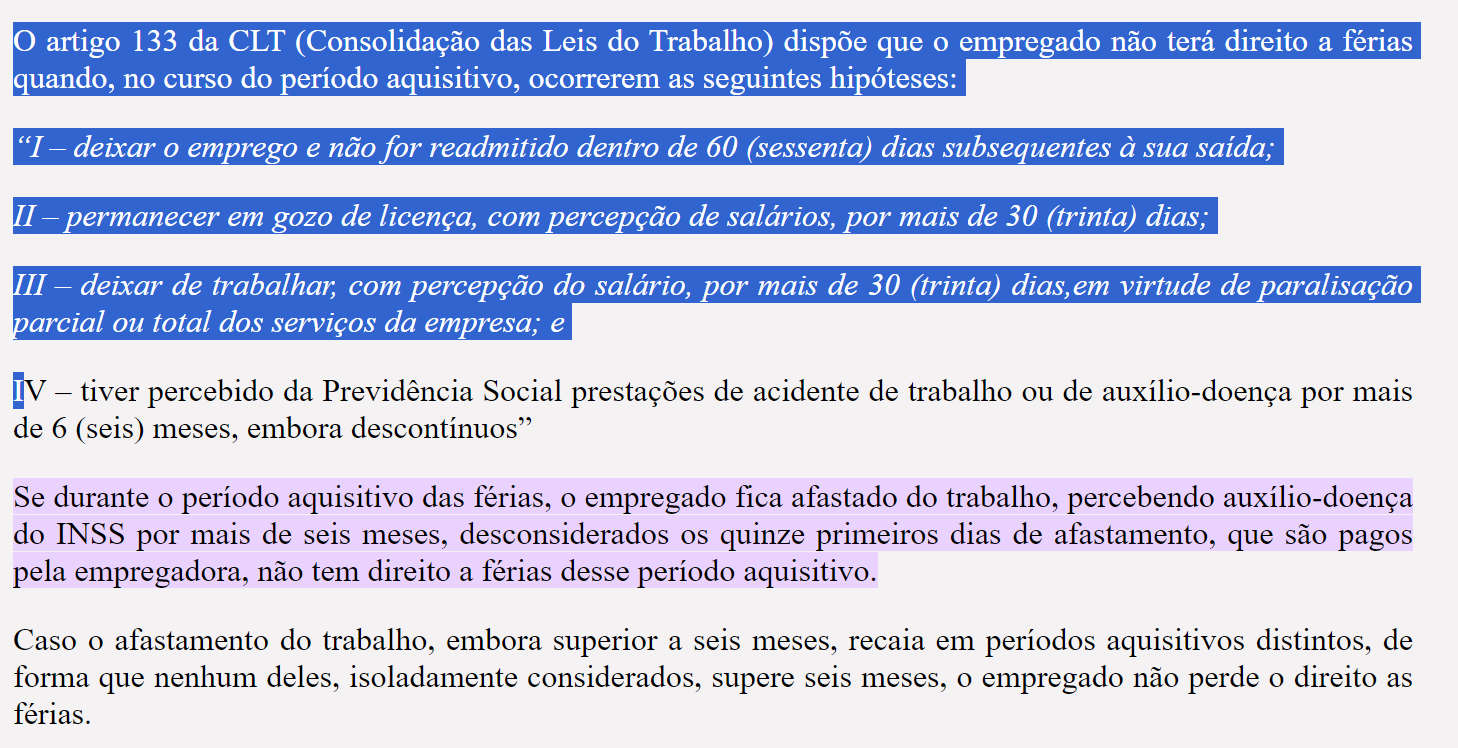 O artigo 133 da CLT (Consolidação das Leis do Trabalho) dispõe que o empregado não terá direito a férias
quando, no curso do período aquisitivo, ocorrerem as seguintes hipóteses:
“I – deixar o emprego e não for readmitido dentro de 60 (sessenta) dias subsequentes à sua saída;
II – permanecer em gozo de licença, com percepção de salários, por mais de 30 (trinta) dias;
III – deixar de trabalhar, com percepção do salário, por mais de 30 (trinta) dias,em virtude de paralisação
parcial ou total dos serviços da empresa; e
IV – tiver percebido da Previdência Social prestações de acidente de trabalho ou de auxílio-doença por mais
de 6 (seis) meses, embora descontínuos”
Se durante o período aquisitivo das férias, o empregado fica afastado do trabalho, percebendo auxílio-doença
do INSS por mais de seis meses, desconsiderados os quinze primeiros dias de afastamento, que são pagos
pela empregadora, não tem direito a férias desse período aquisitivo.
Caso o afastamento do trabalho, embora superior a seis meses, recaia em períodos aquisitivos distintos, de
forma que nenhum deles, isoladamente considerados, supere seis meses, o empregado não perde o direito as
férias.